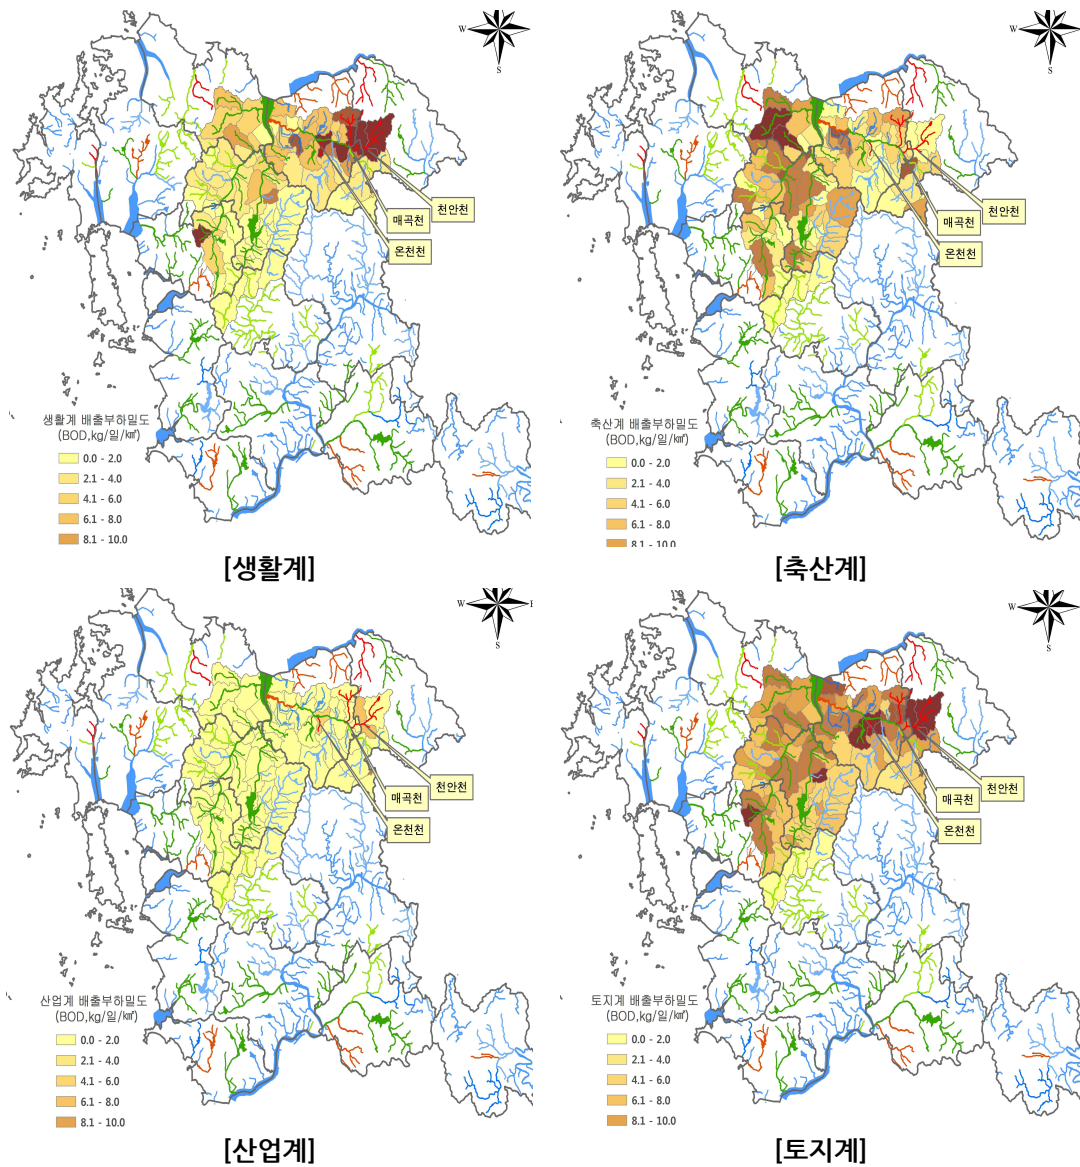 W
S
천안천
매곡천
온천천
생활계 배출부하밀도
(BOD,kg/일/㎢)
0.0 - 2.0
2.1 - 4.0
4.1 - 6.0
6.1 - 8.0
8.1 - 10.0
[생활계]
W
S
천안천
매곡천
온천천
축산계 배출부하밀도
(BOD,kg/일/㎢)
0.0 - 2.0
2.1 - 4.0
4.1 - 6.0
6.1 - 8.0
8.1 - 10.0
[축산계]
W
S
천안천
매곡천
온천천
산업계 배출부하밀도
(BOD,kg/일/㎢)
0.0 - 2.0
2.1 - 4.0
4.1 - 6.0
6.1 - 8.0
8.1 - 10.0
[산업계]
W
S
천안천
매곡천
온천천
토지계 배출부하밀도
(BOD,kg/일/㎢)
0.0 - 2.0
2.1 - 4.0
4.1 - 6.0
6.1 - 8.0
8.1 - 10.0
[토지계]